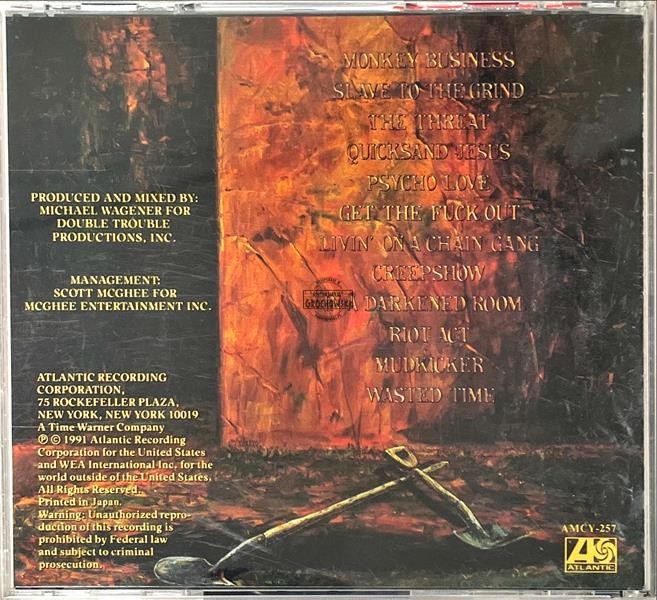 MONKEY BUSINESS
SLAVE TO THE GRIND
THE THREAT
QUICKSAND JESUS
PSYCHO LOVE
GET THE FUCK OUT
LIVIN' ON A CHAIN GANG
CREEPSHOW
A DARKENED ROOM
RIOT ACT
MUDKICKER
WASTED TIME
PRODUCED AND MIXED BY:
MICHAEL WAGENER FOR
DOUBLE TROUBLE
PRODUCTIONS, INC.
MANAGEMENT:
SCOTT MCGHEE FOR
MCGHEE ENTERTAINMENT INC.
ATLANTIC RECORDING
CORPORATION,
75 ROCKEFELLER PLAZA,
NEW YORK, NEW YORK 10019
A Time Warner Company
℗ © 1991 Atlantic Recording
Corporation for the United States
and WEA International Inc. for the
world outside of the United States.
All Rights Reserved.
Printed in Japan.
Warning: Unauthorized repro-
duction of this recording is
prohibited by Federal law
and subject to criminal
prosecution.
GROCHOWSKA
AMCY-257
ATLANTIC